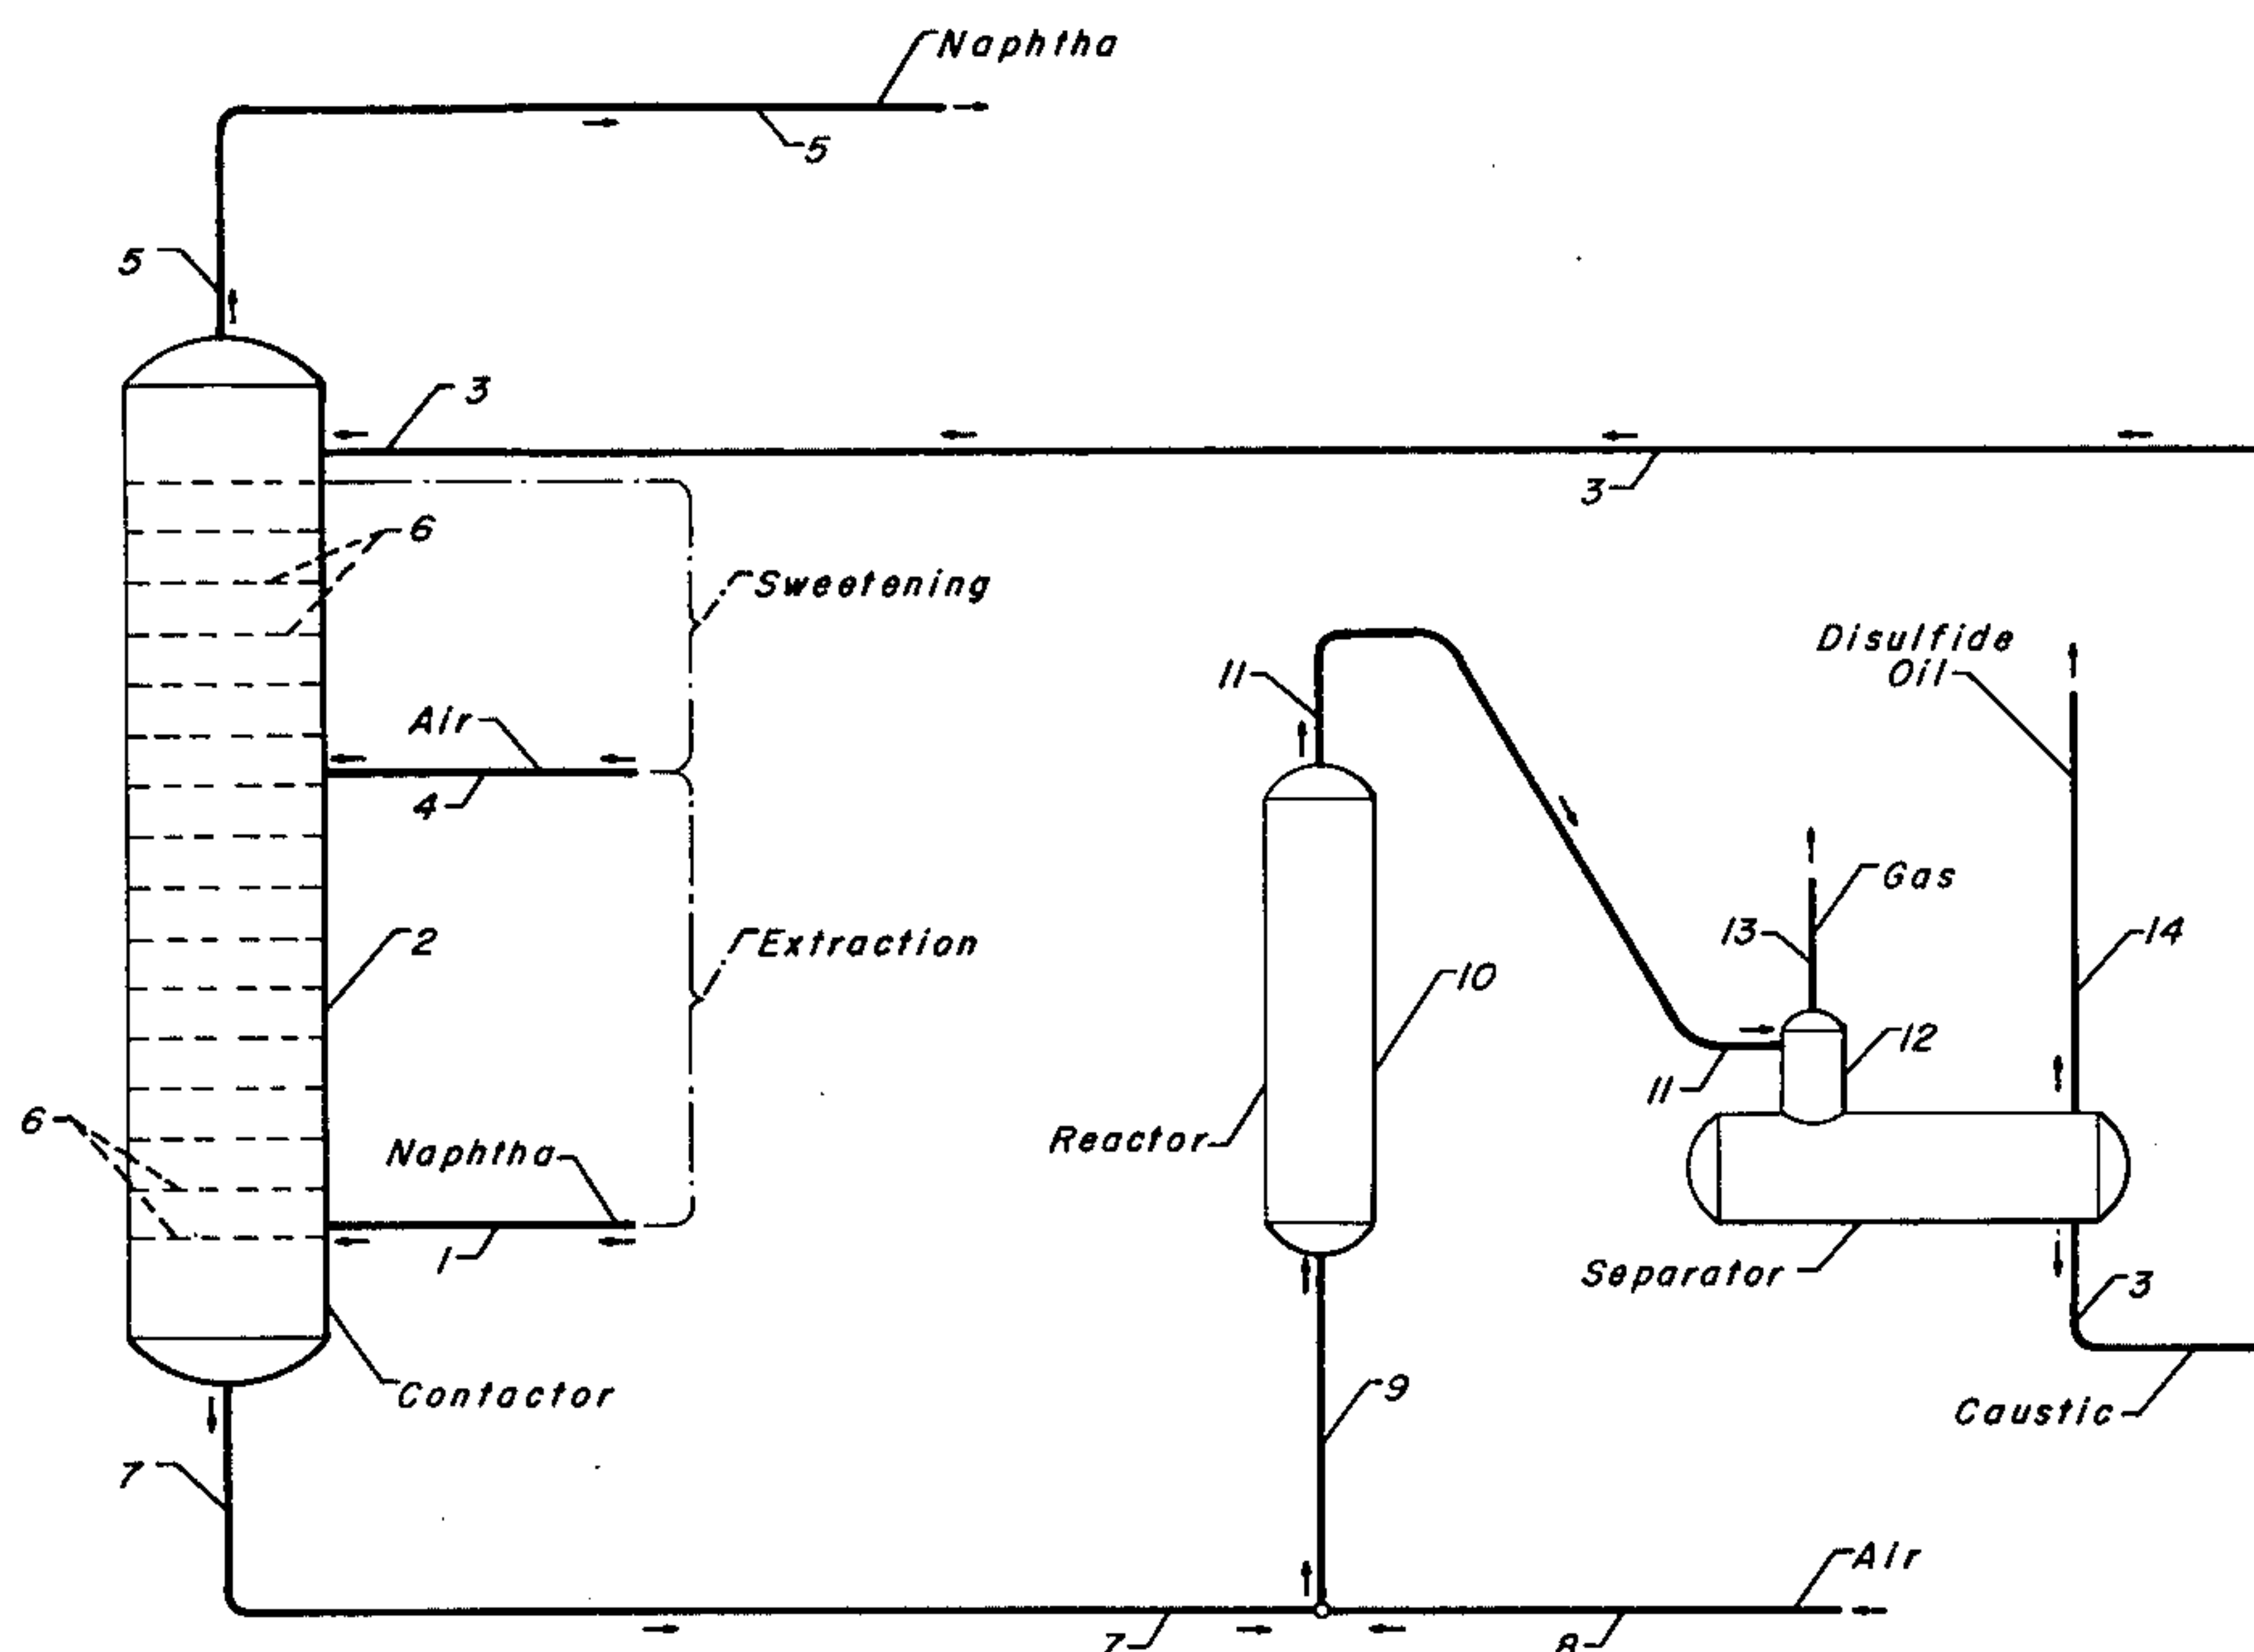 Naphtha
5
5
3
3
6
Sweetening
Disulfide
Oil
11
Air
4
Gas
13
14
2
Extraction
10
12
11
6
Naphtha
Reactor
1
Separator
3
9
Contactor
Caustic
7
Air
7
8